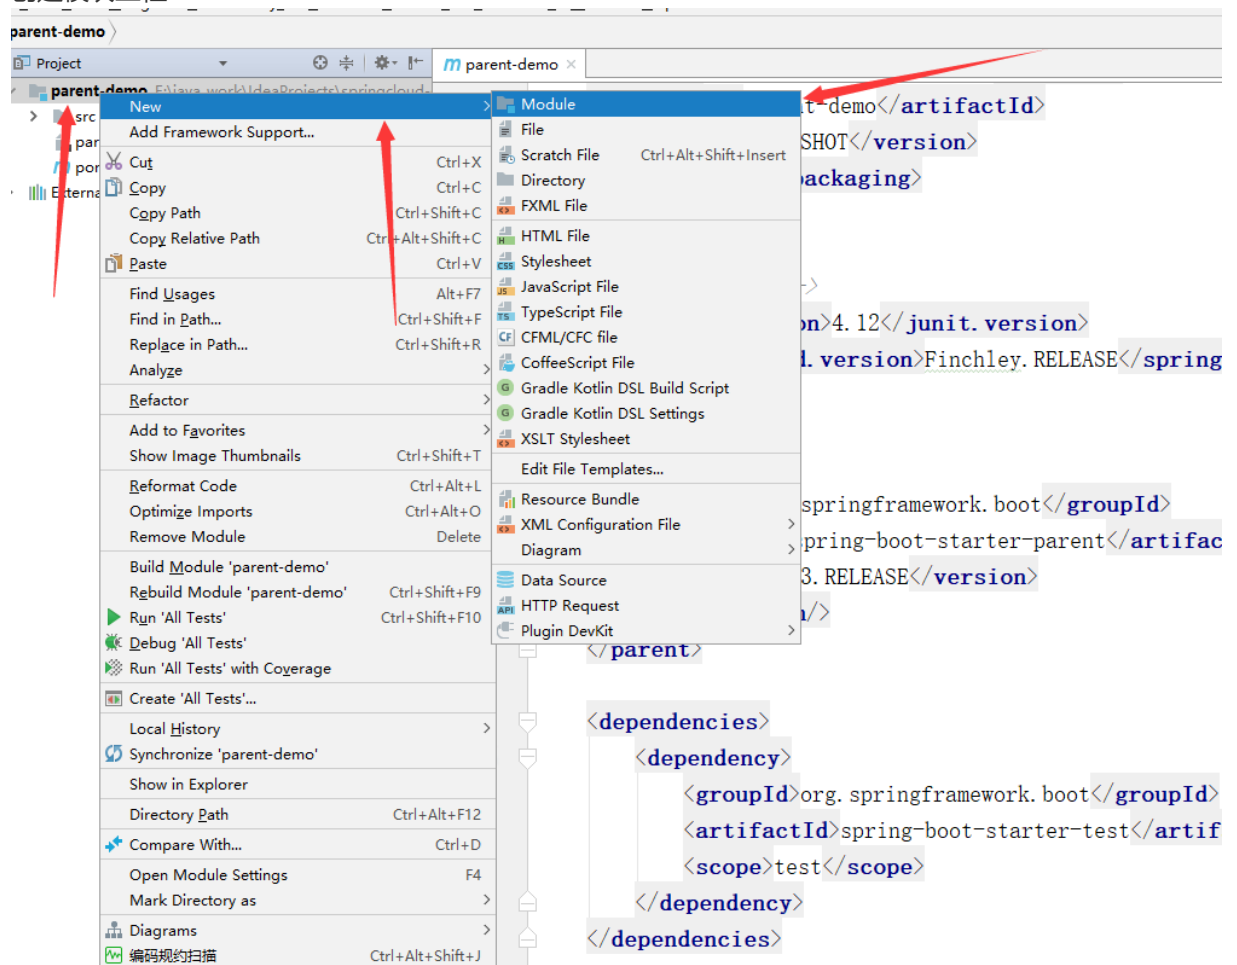 parent-demo
Project
parent-demo
parent-demo
src
New
Add Framework Support...
Cut Ctrl+X
Copy Ctrl+C
Copy Path Ctrl+Shift+C
Copy Relative Path Ctrl+Alt+Shift+C
Paste Ctrl+V
Find Usages Alt+F7
Find in Path... Ctrl+Shift+F
Replace in Path... Ctrl+Shift+R
Analyze
Refactor
Add to Favorites
Show Image Thumbnails Ctrl+Shift+T
Reformat Code Ctrl+Alt+L
Optimize Imports Ctrl+Alt+O
Remove Module Delete
Build Module 'parent-demo'
Rebuild Module 'parent-demo' Ctrl+Shift+F9
Run 'All Tests' Ctrl+Shift+F10
Debug 'All Tests'
Run 'All Tests' with Coverage
Create 'All Tests'...
Local History
Synchronize 'parent-demo'
Show in Explorer
Directory Path Ctrl+Alt+F12
Compare With... Ctrl+D
Open Module Settings F4
Mark Directory as
Diagrams
编码规约扫描 Ctrl+Alt+Shift+J
Module
File
Scratch File Ctrl+Alt+Shift+Insert
Directory
FXML File
HTML File
Stylesheet
JavaScript File
TypeScript File
CFML/CFC file
CoffeeScript File
Gradle Kotlin DSL Build Script
Gradle Kotlin DSL Settings
XSLT Stylesheet
Edit File Templates...
Resource Bundle
XML Configuration File
Diagram
Data Source
HTTP Request
Plugin DevKit
t-demo</artifactId>
SHOT</version>
packaging>
->
on>4.12</junit.version>
d.version>Finchley.RELEASE</spring
springframework.boot</groupId>
pring-boot-starter-parent</artifac
3.RELEASE</version>
/>
</parent>
<dependencies>
<dependency>
<groupId>org.springframework.boot</groupId>
<artifactId>spring-boot-starter-test</artif
<scope>test</scope>
</dependency>
</dependencies>